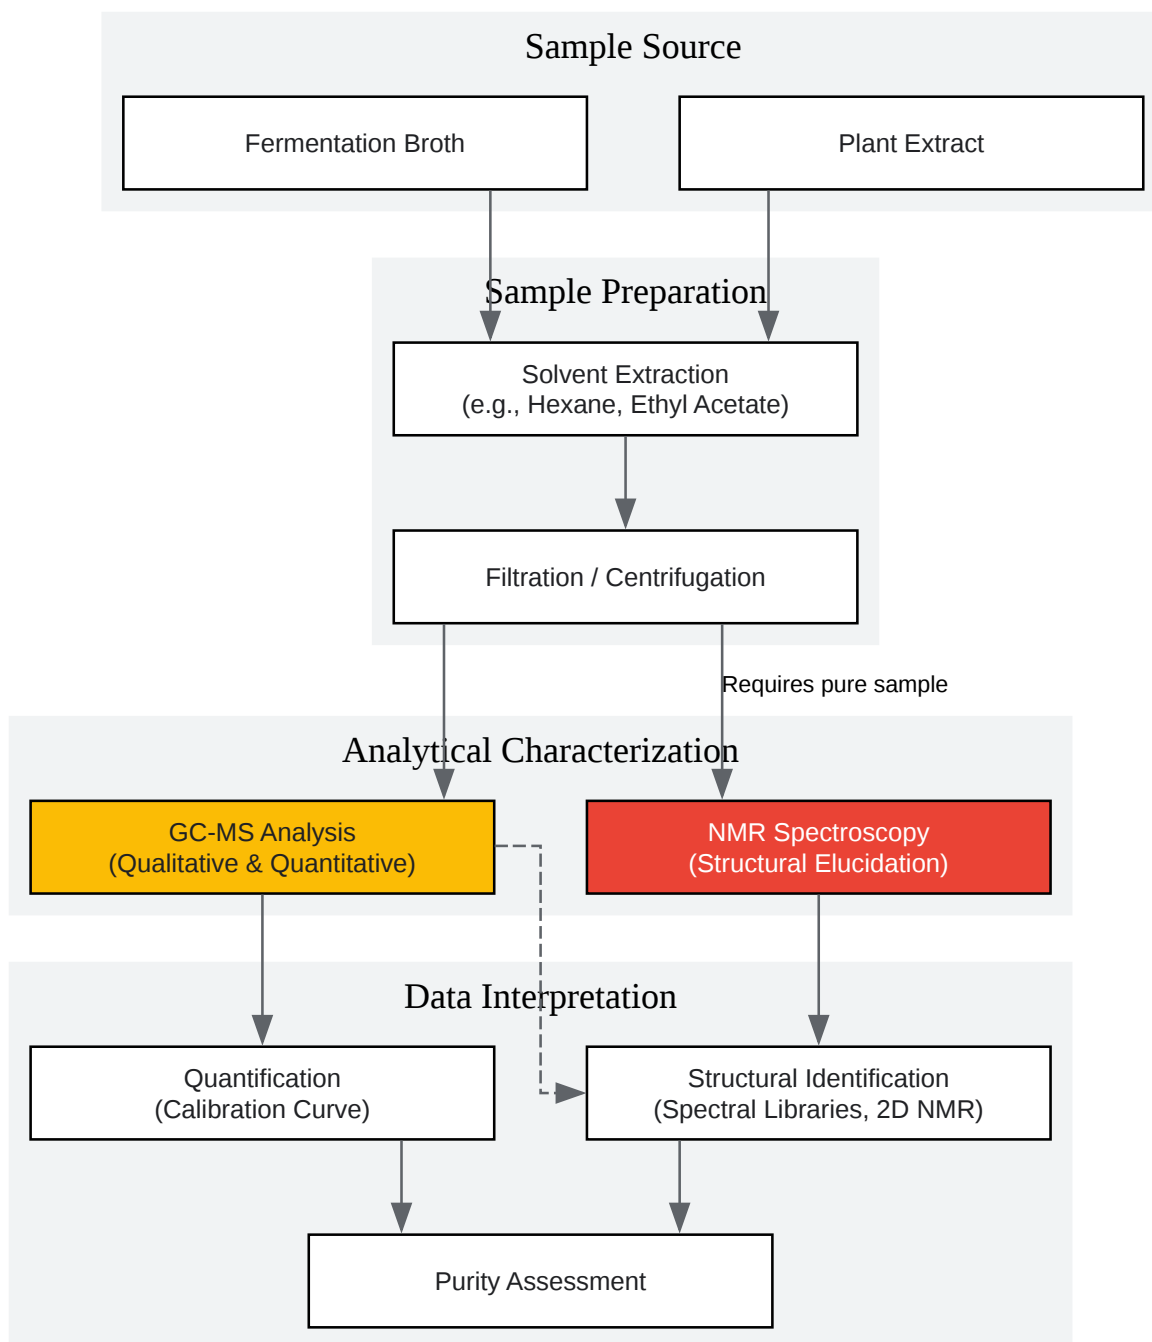 Sample Source
Fermentation Broth
Plant Extract
Sample Preparation
Solvent Extraction
(e.g., Hexane, Ethyl Acetate)
Filtration / Centrifugation
Requires pure sample
Analytical Characterization
GC-MS Analysis
(Qualitative & Quantitative)
NMR Spectroscopy
(Structural Elucidation)
Data Interpretation
Quantification
(Calibration Curve)
Structural Identification
(Spectral Libraries, 2D NMR)
Purity Assessment